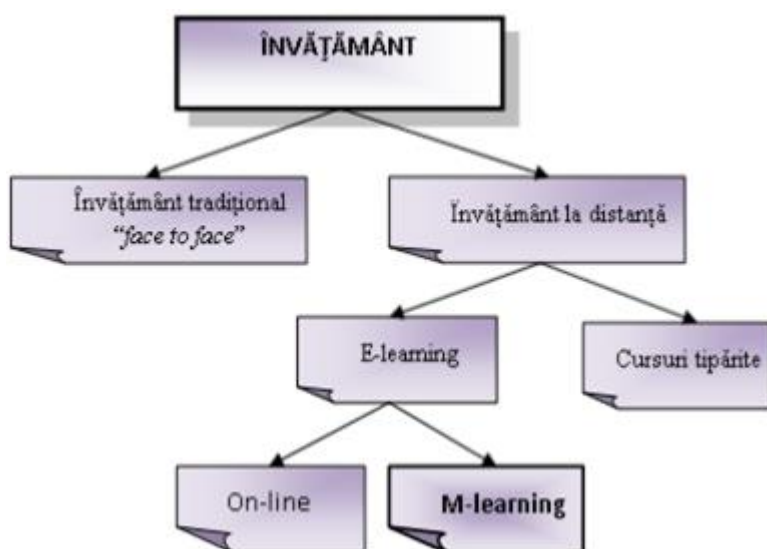 ÎNVĂŢĂMÂNT
Învăţământ tradiţional
“face to face”
Învăţământ la distanţă
E-learning
Cursuri tipărite
On-line
M-learning